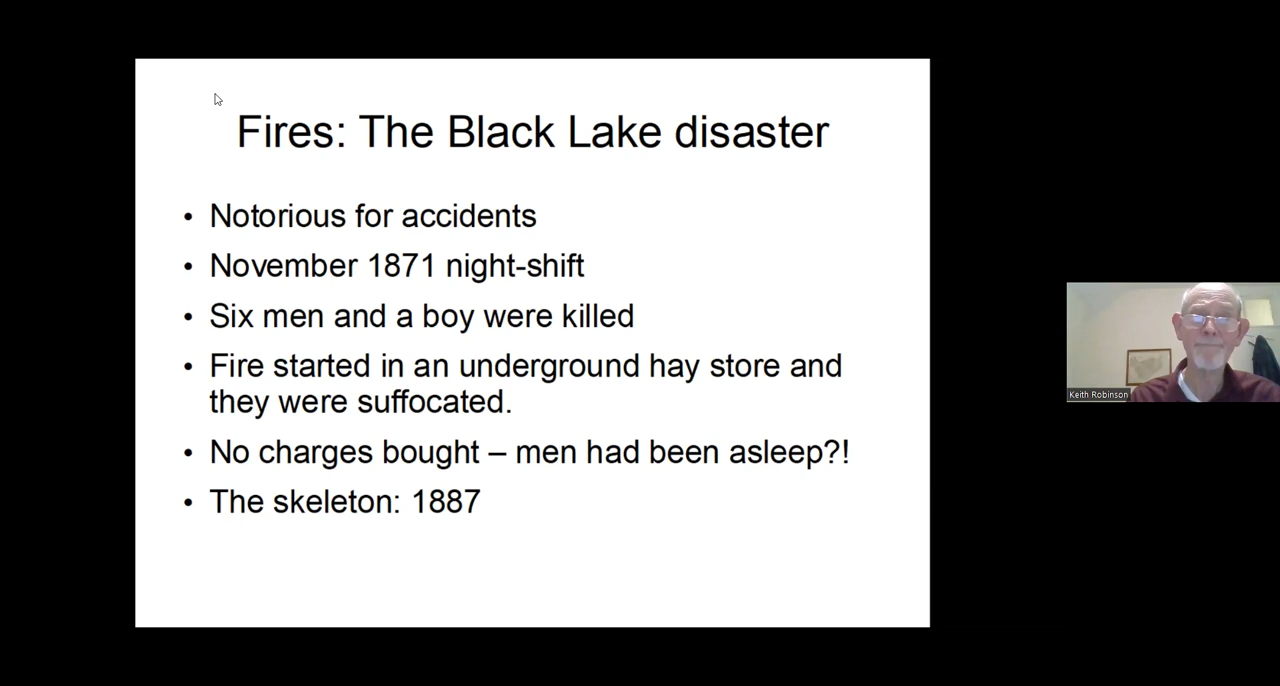 Fires: The Black Lake disaster
• Notorious for accidents
• November 1871 night-shift
• Six men and a boy were killed
• Fire started in an underground hay store and
they were suffocated.
• No charges bought – men had been asleep?!
• The skeleton: 1887
Keith Robinson